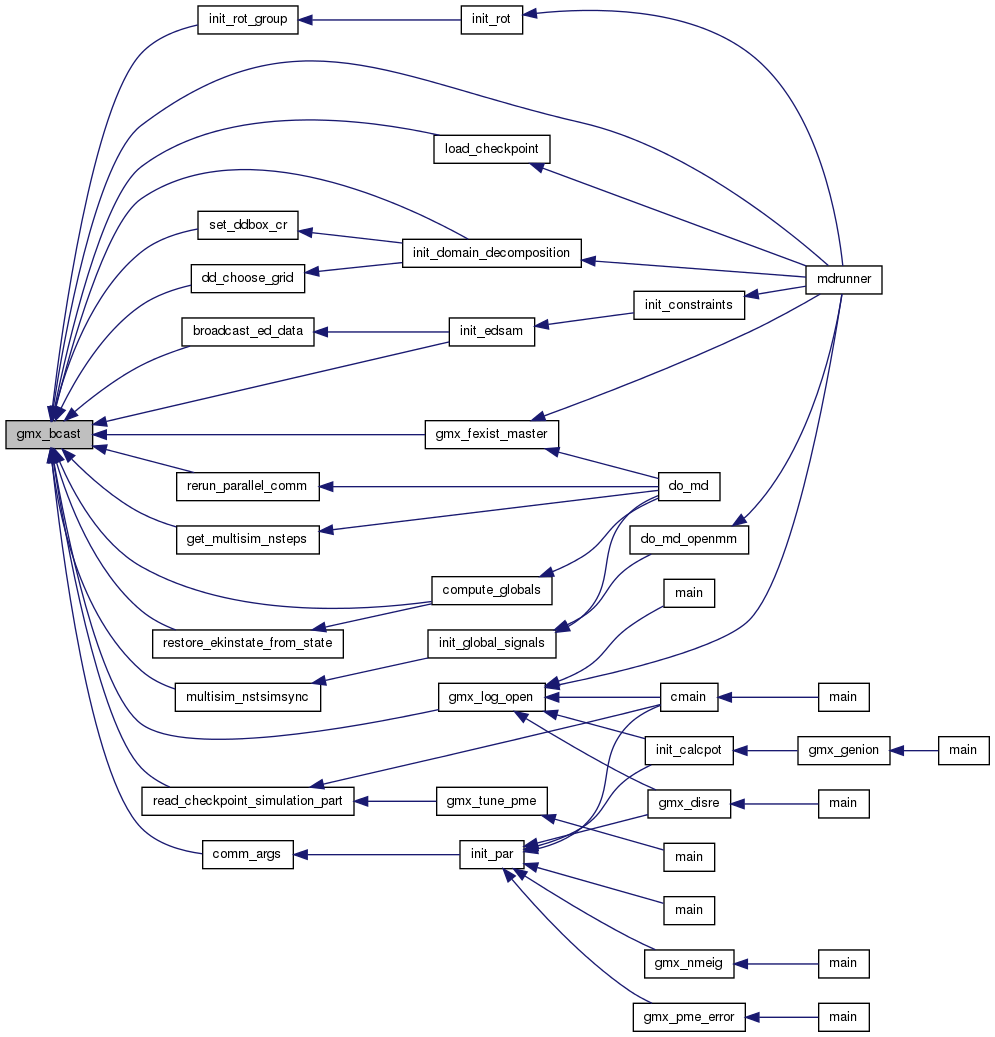 init_rot_group
init_rot
load_checkpoint
set_ddbox_cr
init_domain_decomposition
dd_choose_grid
mdrunner
init_constraints
broadcast_ed_data
init_edsam
gmx_bcast
gmx_fexist_master
rerun_parallel_comm
do_md
get_multisim_nsteps
do_md_openmm
compute_globals
main
restore_ekinstate_from_state
init_global_signals
multisim_nstsimsync
gmx_log_open
cmain
main
init_calcpot
gmx_genion
main
read_checkpoint_simulation_part
gmx_tune_pme
gmx_disre
main
comm_args
init_par
main
main
gmx_nmeig
main
gmx_pme_error
main